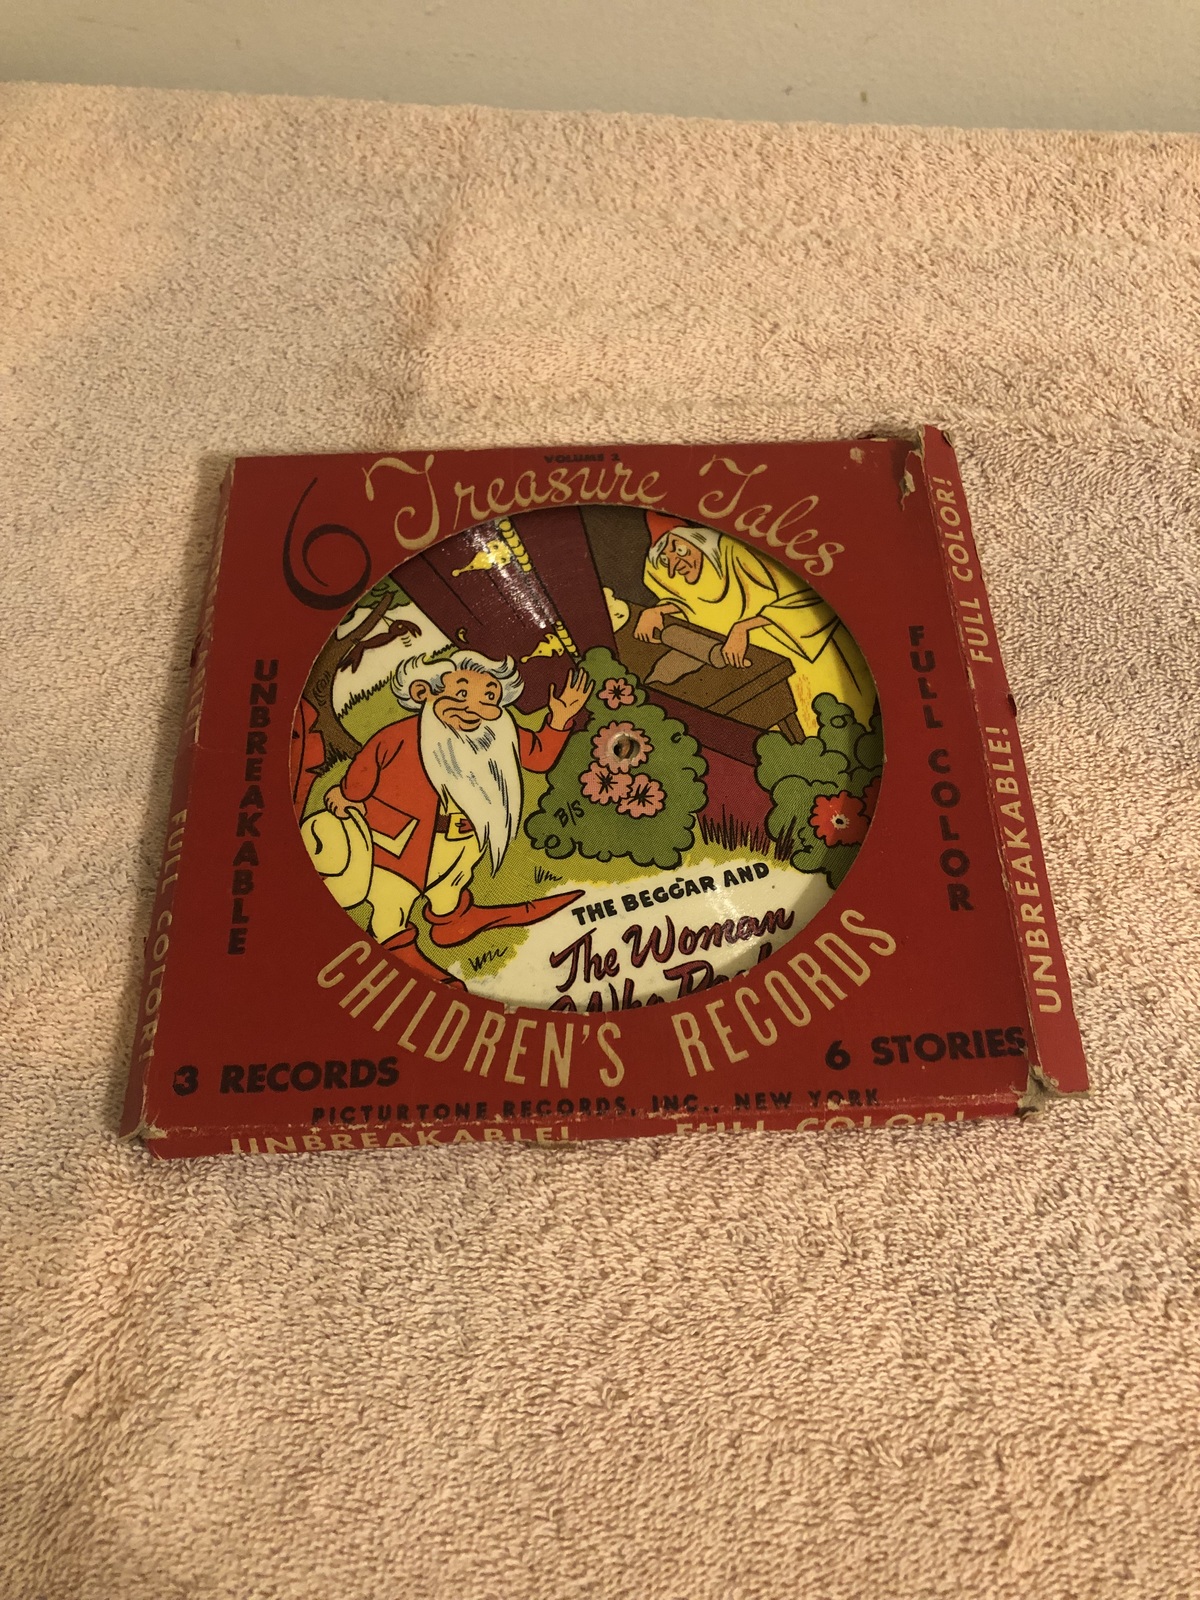 VOLUME 2
6 Treasure Tales
UNBREAKABLE
FULL COLOR
B/S
THE BEGGAR AND
The Woman
Who
CHILDREN'S RECORDS
3 RECORDS
6 STORIES
PICTURTONE RECORDS, INC., NEW YORK
UNBREAKABLE! FULL COLOR!
UNBREAKABLE! FULL COLOR!
FULL COLOR!